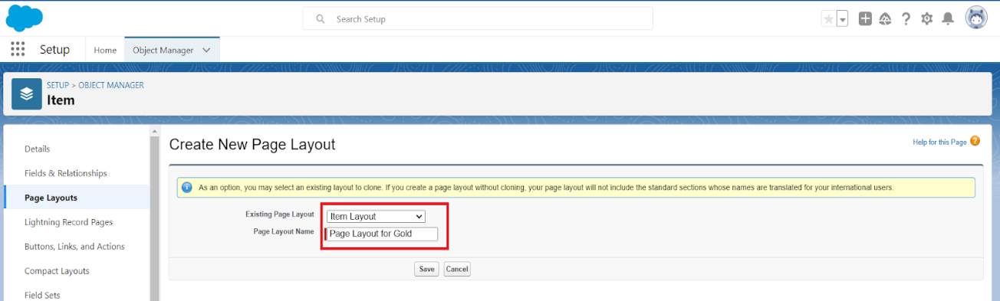 Search Setup
Setup
Home
Object Manager
SETUP > OBJECT MANAGER
Item
Details
Fields & Relationships
Page Layouts
Lightning Record Pages
Buttons, Links, and Actions
Compact Layouts
Field Sets
Create New Page Layout
Help for this Page
As an option, you may select an existing layout to clone. If you create a page layout without cloning, your page layout will not include the standard sections whose names are translated for your international users.
Existing Page Layout Item Layout
Page Layout Name Page Layout for Gold
Save Cancel